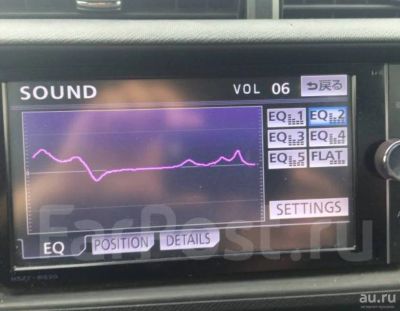 SOUND
VOL 06
戻る
EQ 1
EQ 2
EQ 3
EQ 4
EQ 5
FLAT
SETTINGS
EQ
POSITION
DETAILS
FarPost.ru
au.ru